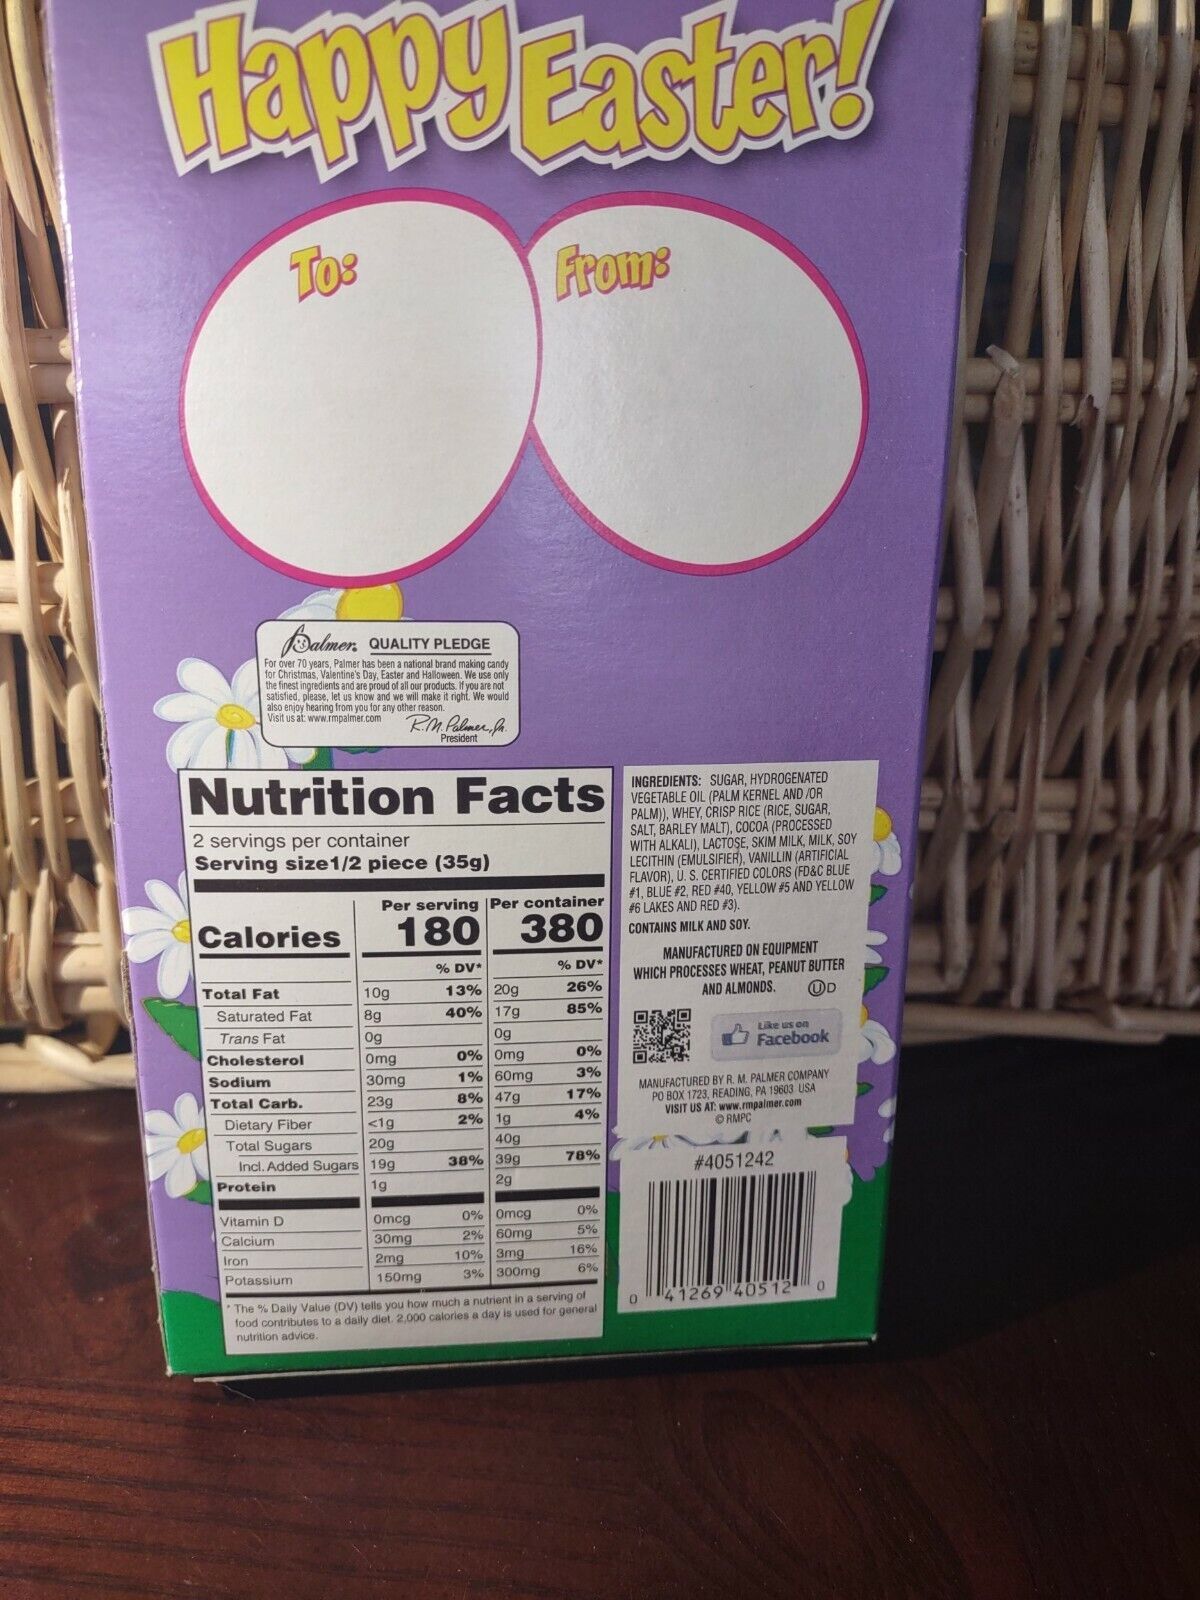 Happy Easter!
To:
From:
Palmer® QUALITY PLEDGE
For over 70 years, Palmer has been a national brand making candy
for Christmas, Valentine's Day, Easter and Halloween. We use only
the finest ingredients and are proud of all our products. If you are not
satisfied, please, let us know and we will make it right. We would
also enjoy hearing from you for any other reason.
Visit us at: www.rmpalmer.com
R.M. Palmer, Jr.
President
Nutrition Facts
2 servings per container
Serving size1/2 piece (35g)
Per serving Per container
Calories 180 380
% DV* % DV*
Total Fat 10g 13% 20g 26%
Saturated Fat 8g 40% 17g 85%
Trans Fat 0g 0g
Cholesterol 0mg 0% 0mg 0%
Sodium 30mg 1% 60mg 3%
Total Carb. 23g 8% 47g 17%
Dietary Fiber <1g 2% 1g 4%
Total Sugars 20g 40g
Incl. Added Sugars 19g 38% 39g 78%
Protein 1g 2g
Vitamin D 0mcg 0% 0mcg 0%
Calcium 30mg 2% 60mg 5%
Iron 2mg 10% 3mg 16%
Potassium 150mg 3% 300mg 6%
* The % Daily Value (DV) tells you how much a nutrient in a serving of
food contributes to a daily diet. 2,000 calories a day is used for general
nutrition advice.
INGREDIENTS: SUGAR, HYDROGENATED
VEGETABLE OIL (PALM KERNEL AND /OR
PALM)), WHEY, CRISP RICE (RICE, SUGAR,
SALT, BARLEY MALT), COCOA (PROCESSED
WITH ALKALI), LACTOSE, SKIM MILK, MILK, SOY
LECITHIN (EMULSIFIER), VANILLIN (ARTIFICIAL
FLAVOR), U. S. CERTIFIED COLORS (FD&C BLUE
#1, BLUE #2, RED #40, YELLOW #5 AND YELLOW
#6 LAKES AND RED #3).
CONTAINS MILK AND SOY.
MANUFACTURED ON EQUIPMENT
WHICH PROCESSES WHEAT, PEANUT BUTTER
AND ALMONDS. Ⓤ D
Like us on
Facebook
MANUFACTURED BY R. M. PALMER COMPANY
PO BOX 1723, READING, PA 19603 USA
VISIT US AT: www.rmpalmer.com
© RMPC
#4051242
0 41269 40512 0